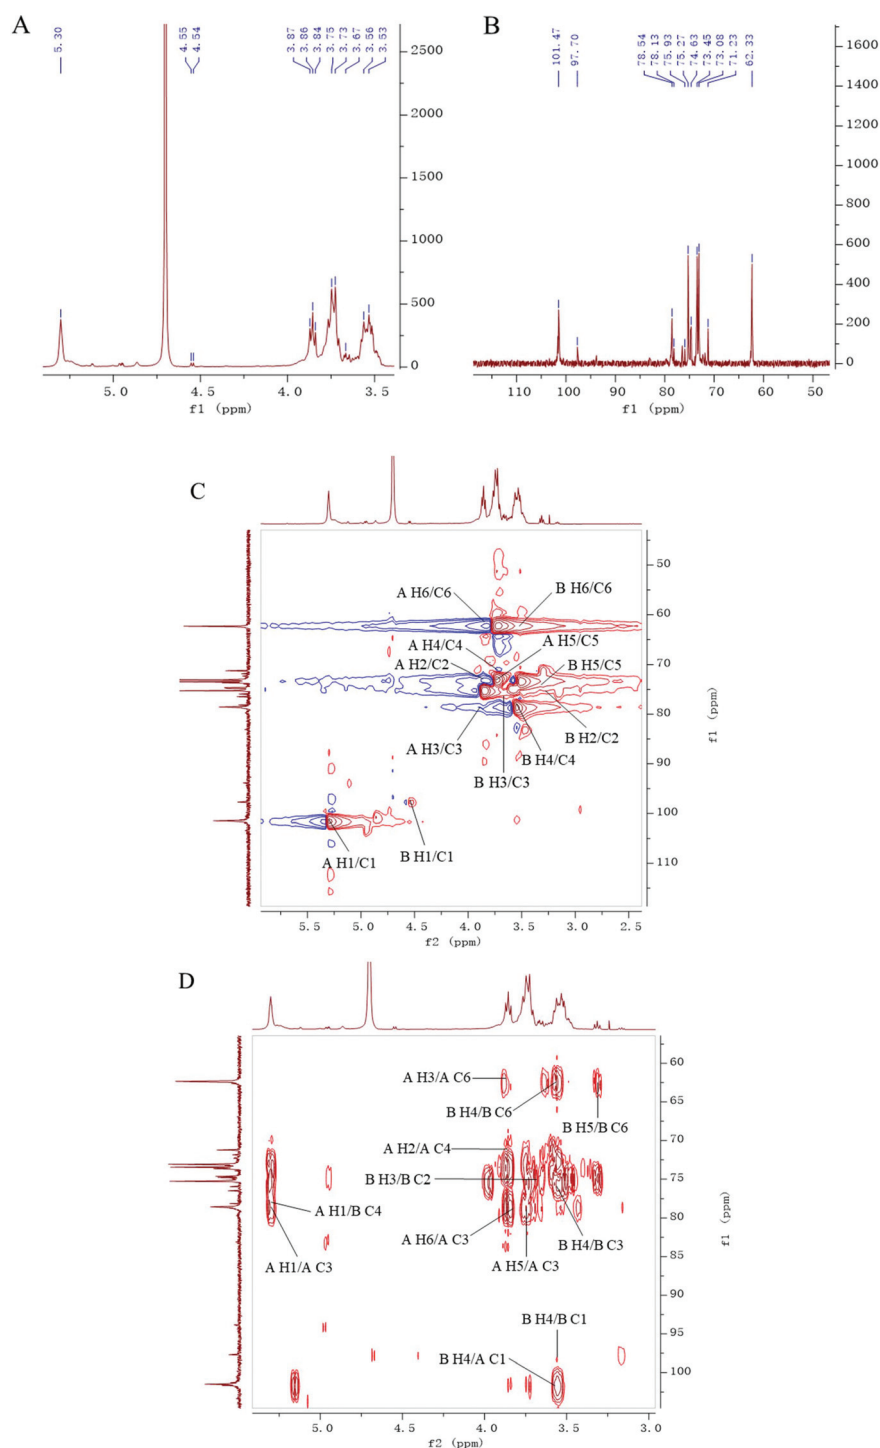 A
5.30
4.55
4.54
3.87
3.86
3.84
3.75
3.73
3.67
3.56
3.53
2500
2000
1500
1000
500
0
5.0
4.5
4.0
3.5
f1 (ppm)
B
101.47
97.70
78.54
78.13
75.93
75.27
74.63
73.45
73.08
71.23
62.33
1600
1400
1200
1000
800
600
400
200
0
110
100
90
80
70
60
50
f1 (ppm)
C
A H6/C6
B H6/C6
A H4/C4
A H5/C5
A H2/C2
B H5/C5
A H3/C3
B H2/C2
B H4/C4
B H3/C3
A H1/C1
B H1/C1
50
60
70
80
90
100
110
f1 (ppm)
5.5
5.0
4.5
4.0
3.5
3.0
2.5
f2 (ppm)
D
A H3/A C6
B H4/B C6
B H5/B C6
A H2/A C4
B H3/B C2
A H1/B C4
A H6/A C3
B H4/B C3
A H1/A C3
A H5/A C3
B H4/B C1
B H4/A C1
60
65
70
75
80
85
90
95
100
f1 (ppm)
5.0
4.5
4.0
3.5
3.0
f2 (ppm)